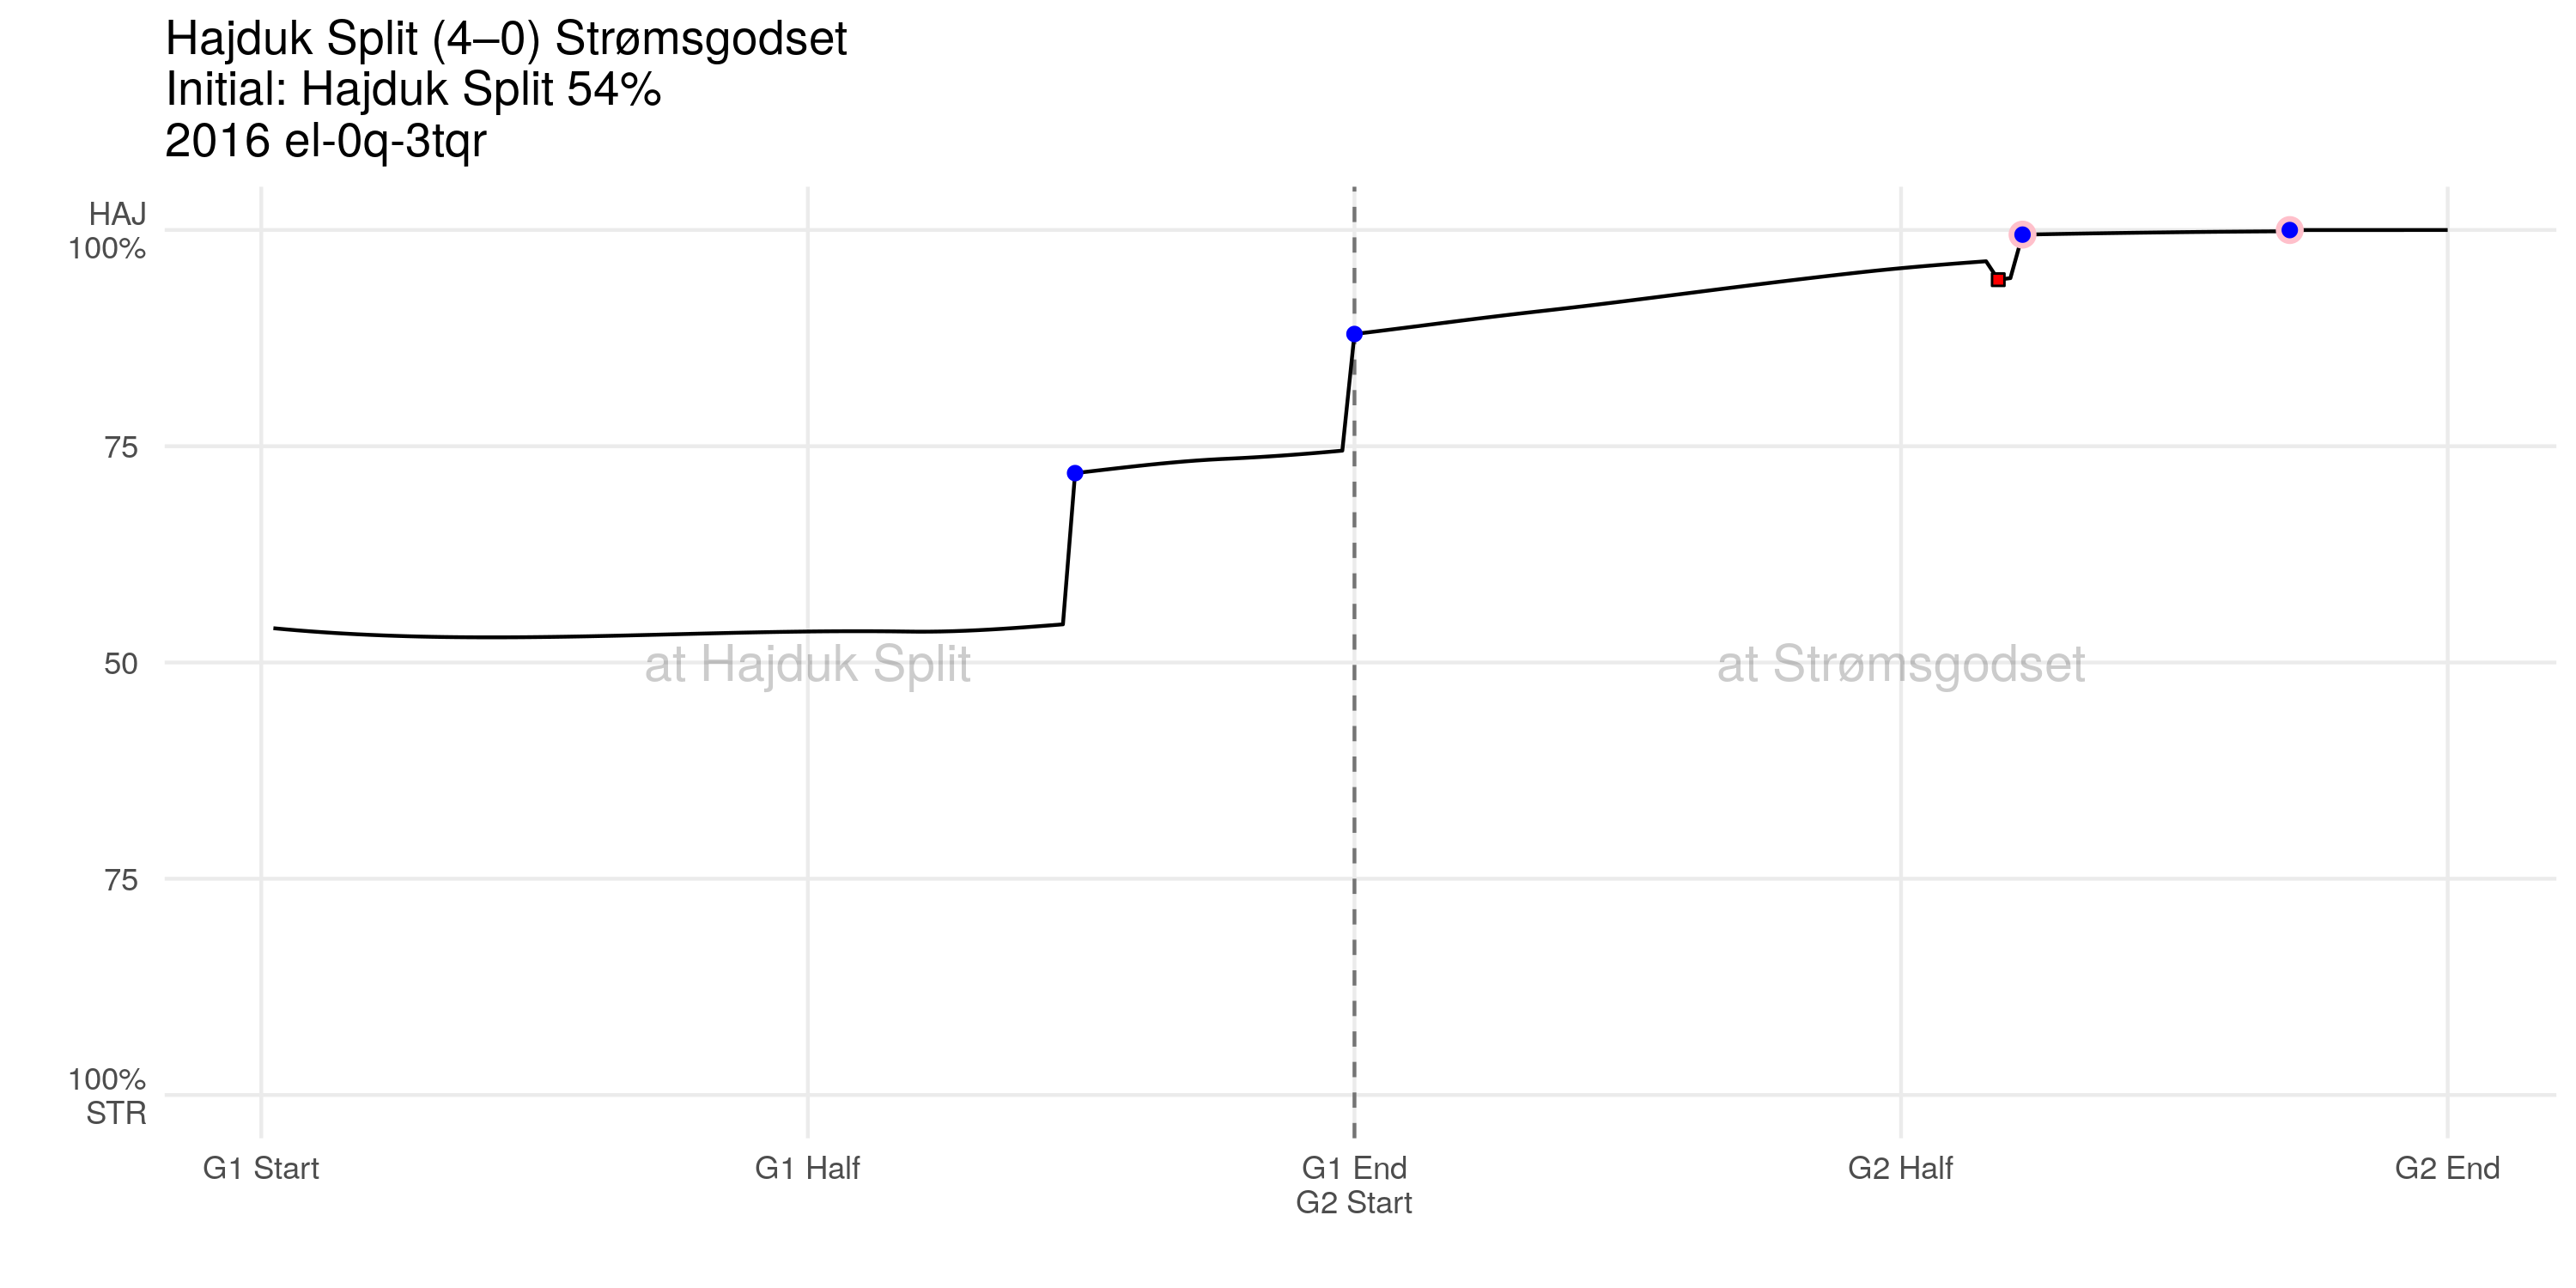 Hajduk Split (4–0) Strømsgodset
Initial: Hajduk Split 54%
2016 el-0q-3tqr
HAJ
100%
75
50
75
100%
STR
at Hajduk Split
at Strømsgodset
G1 Start
G1 Half
G1 End
G2 Start
G2 Half
G2 End